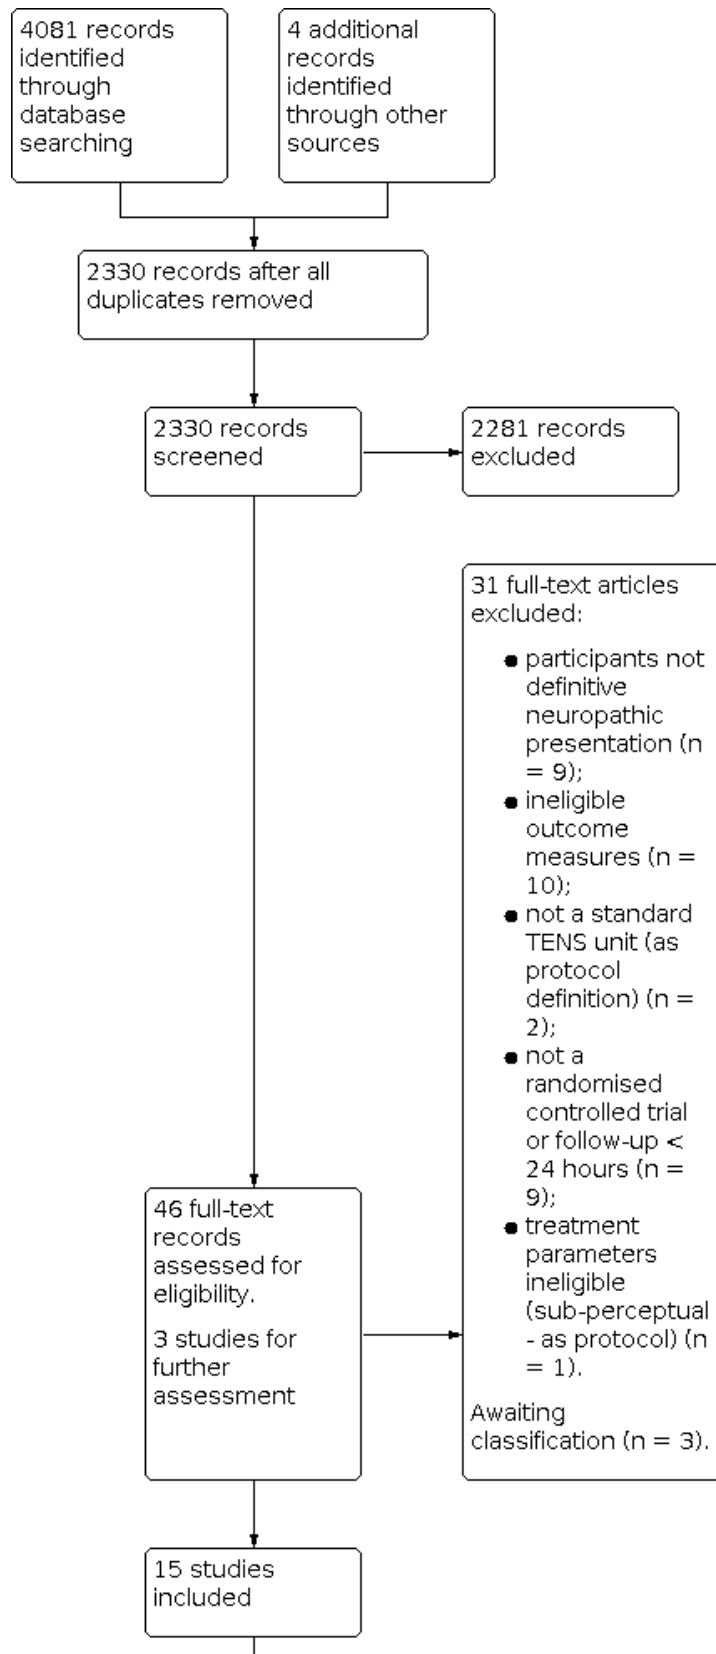 4081 records
identified
through
database
searching
4 additional
records
identified
through other
sources
2330 records after all
duplicates removed
2330 records
screened
2281 records
excluded
31 full-text articles
excluded:
● participants not
definitive
neuropathic
presentation (n
= 9);
● ineligible
outcome
measures (n =
10);
● not a standard
TENS unit (as
protocol
definition) (n =
2);
● not a
randomised
controlled trial
or follow-up <
24 hours (n =
9);
● treatment
parameters
ineligible
(sub-perceptual
- as protocol) (n
= 1).
Awaiting
classification (n = 3).
46 full-text
records
assessed for
eligibility.
3 studies for
further
assessment
15 studies
included